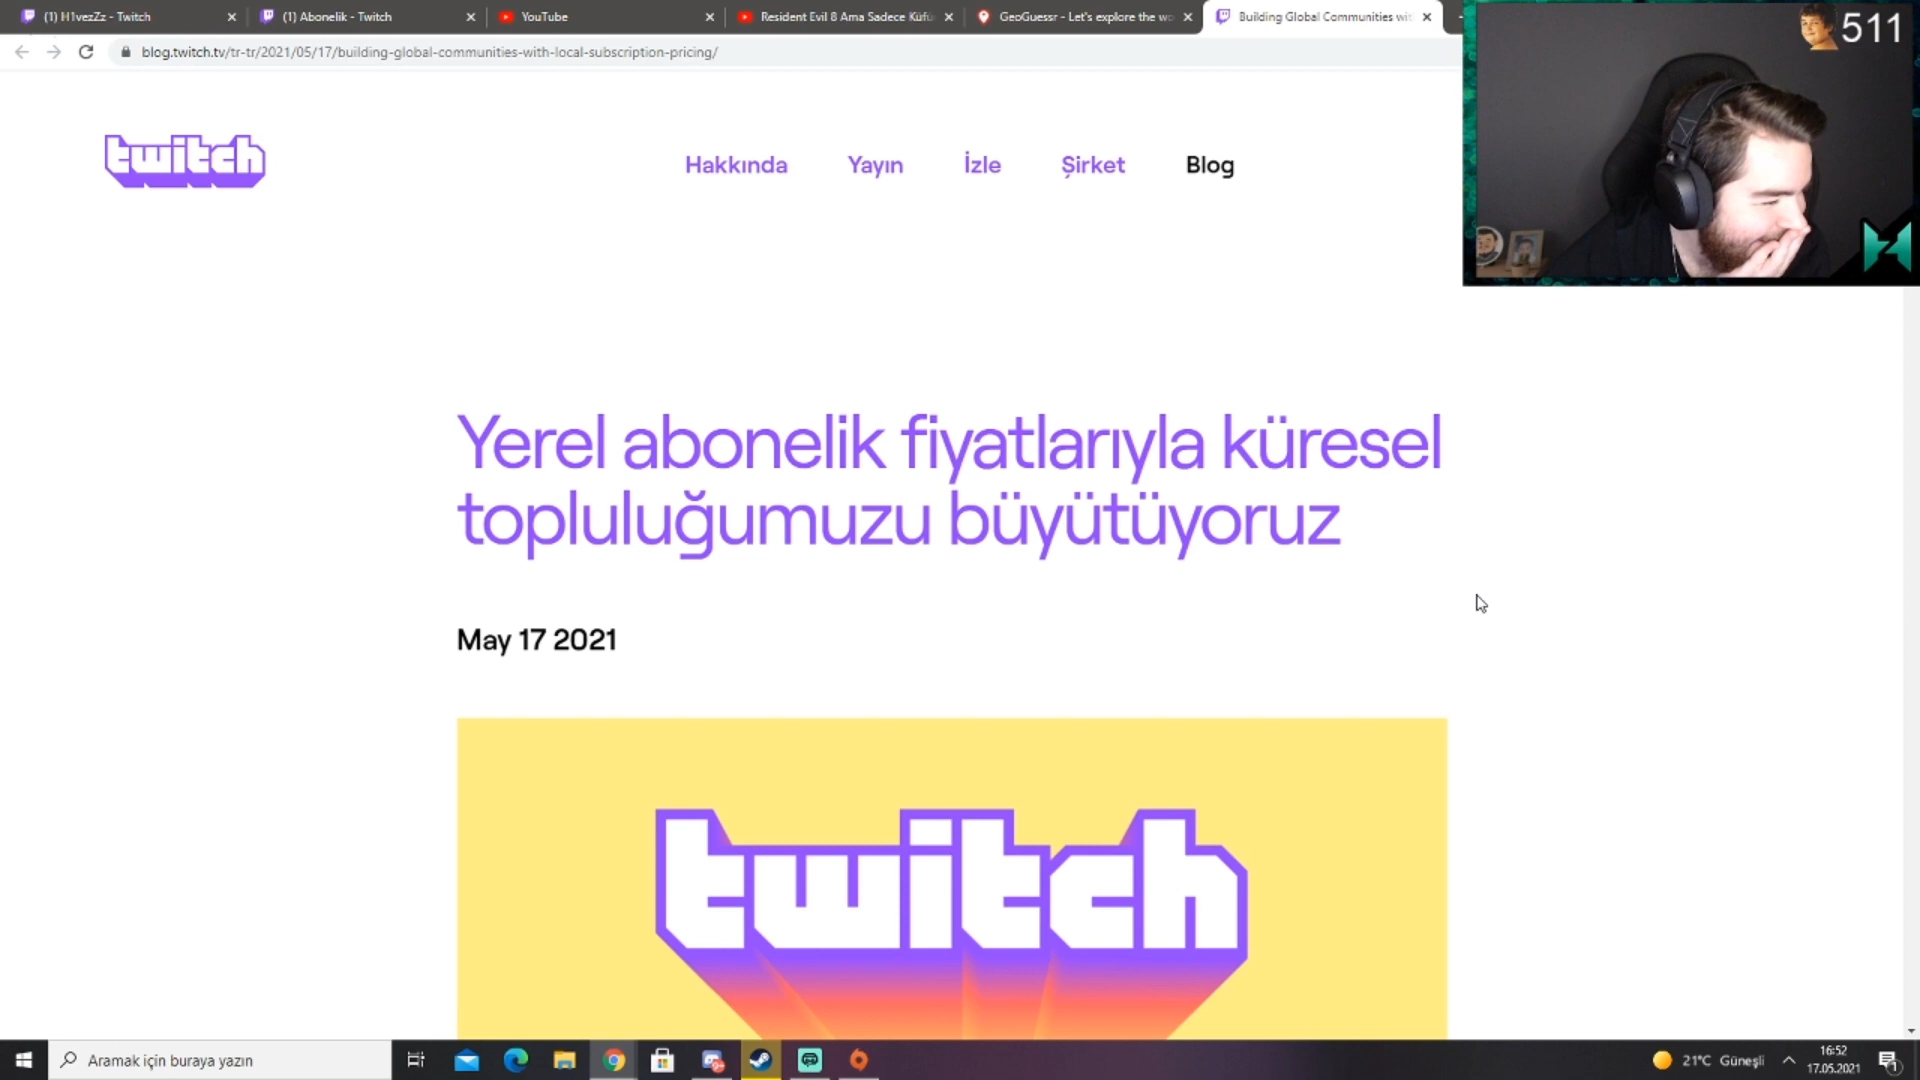 (1) H1vezZz - Twitch
(1) Abonelik - Twitch
YouTube
Resident Evil 8 Ama Sadece Küfü
GeoGuessr - Let's explore the wo
Building Global Communities wit
511
blog.twitch.tv/tr-tr/2021/05/17/building-global-communities-with-local-subscription-pricing/
twitch
Hakkında
Yayın
İzle
Şirket
Blog
Yerel abonelik fiyatlarıyla küresel
topluluğumuzu büyütüyoruz
May 17 2021
twitch
Aramak için buraya yazın
21°C Güneşli
16:52
17.05.2021
1